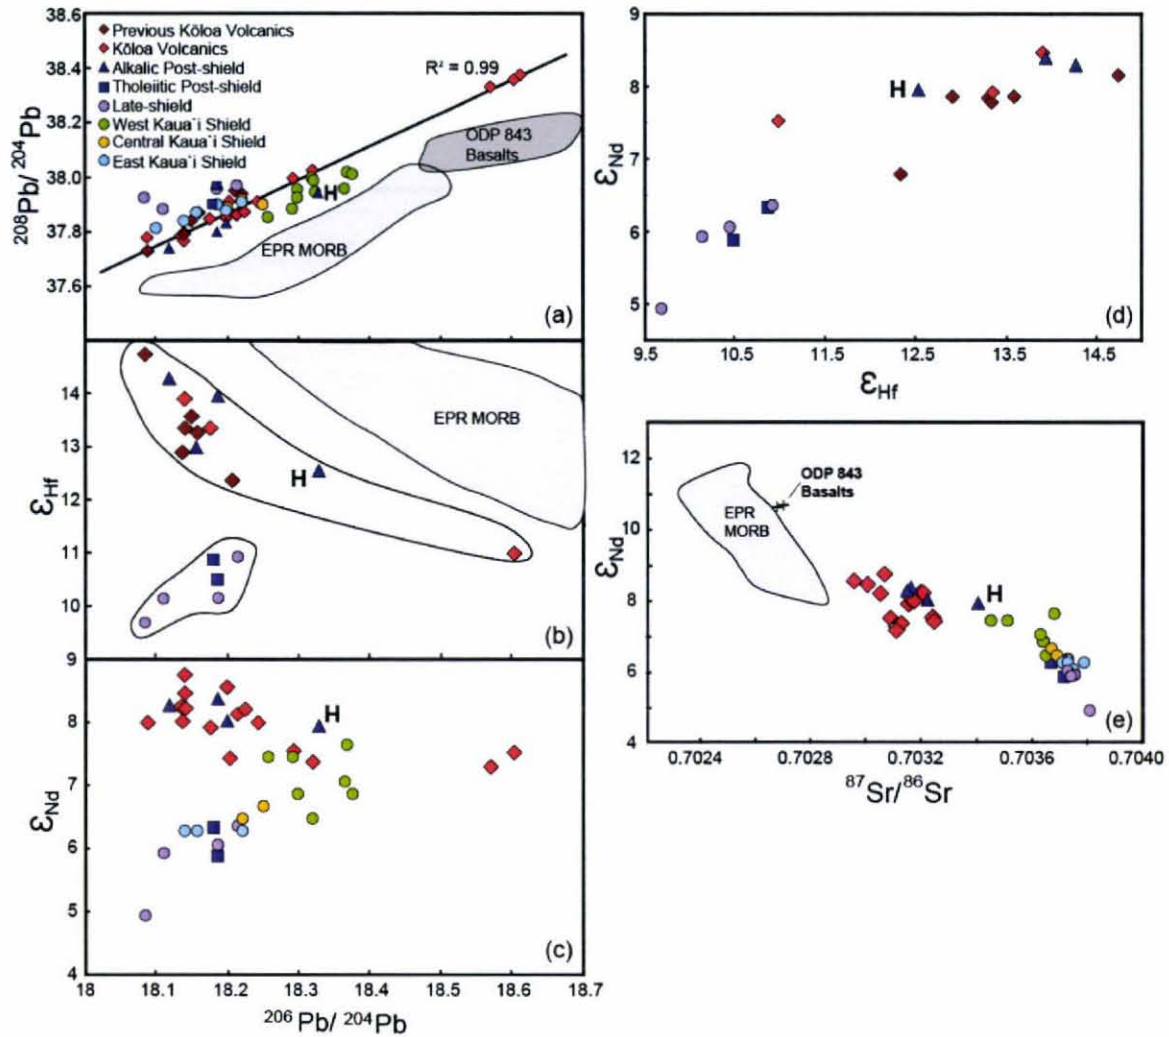 38.6
38.4
38.2
38.0
37.8
37.6
208Pb/ 204Pb
Previous Kōloa Volcanics
Kōloa Volcanics
Alkalic Post-shield
Tholeiitic Post-shield
Late-shield
West Kaua`i Shield
Central Kaua`i Shield
East Kaua`i Shield
R² = 0.99
ODP 843
Basalts
H
EPR MORB
(a)
14
13
12
11
10
εHf
EPR MORB
H
(b)
9
8
7
6
5
4
εNd
H
(c)
18 18.1 18.2 18.3 18.4 18.5 18.6 18.7
206 Pb/ 204Pb
9
8
7
6
5
εNd
H
(d)
9.5 10.5 11.5 12.5 13.5 14.5
εHf
12
10
8
6
4
εNd
ODP 843
Basalts
EPR
MORB
H
(e)
0.7024 0.7028 0.7032 0.7036 0.7040
87Sr/86Sr